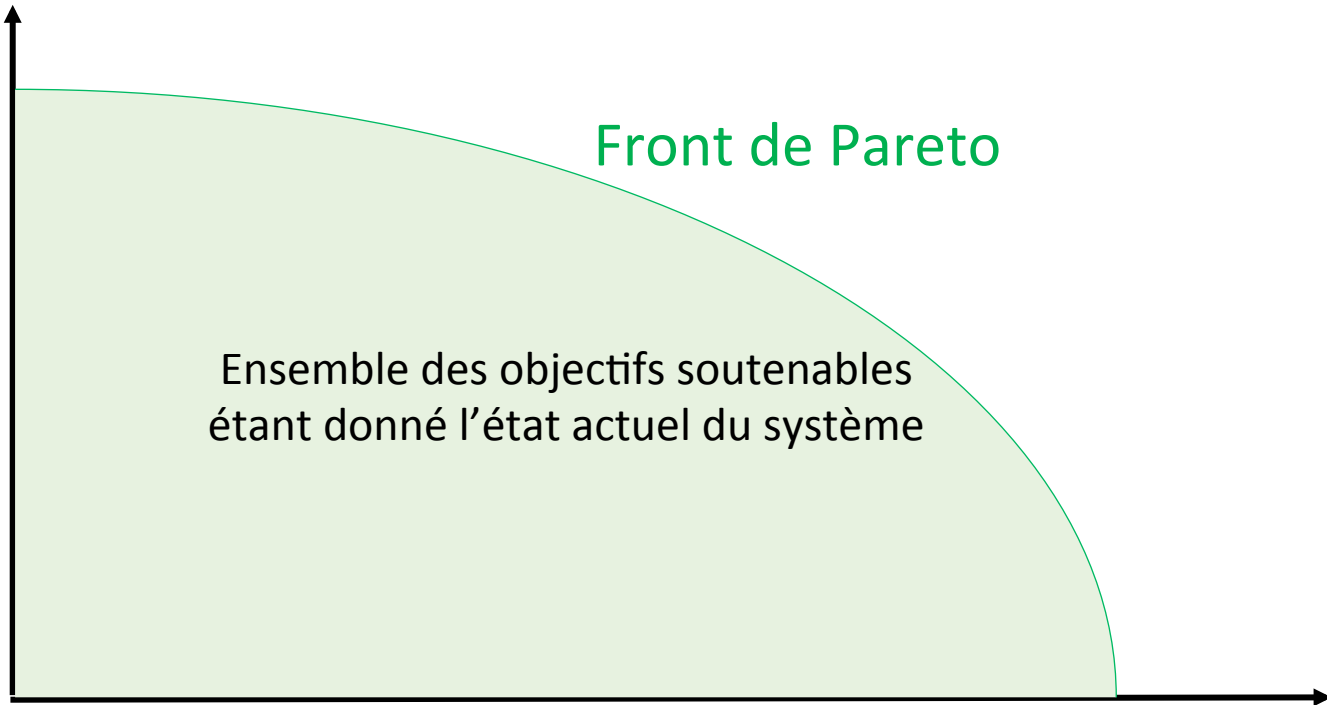 Front de Pareto
Ensemble des objectifs soutenables
étant donné l’état actuel du système